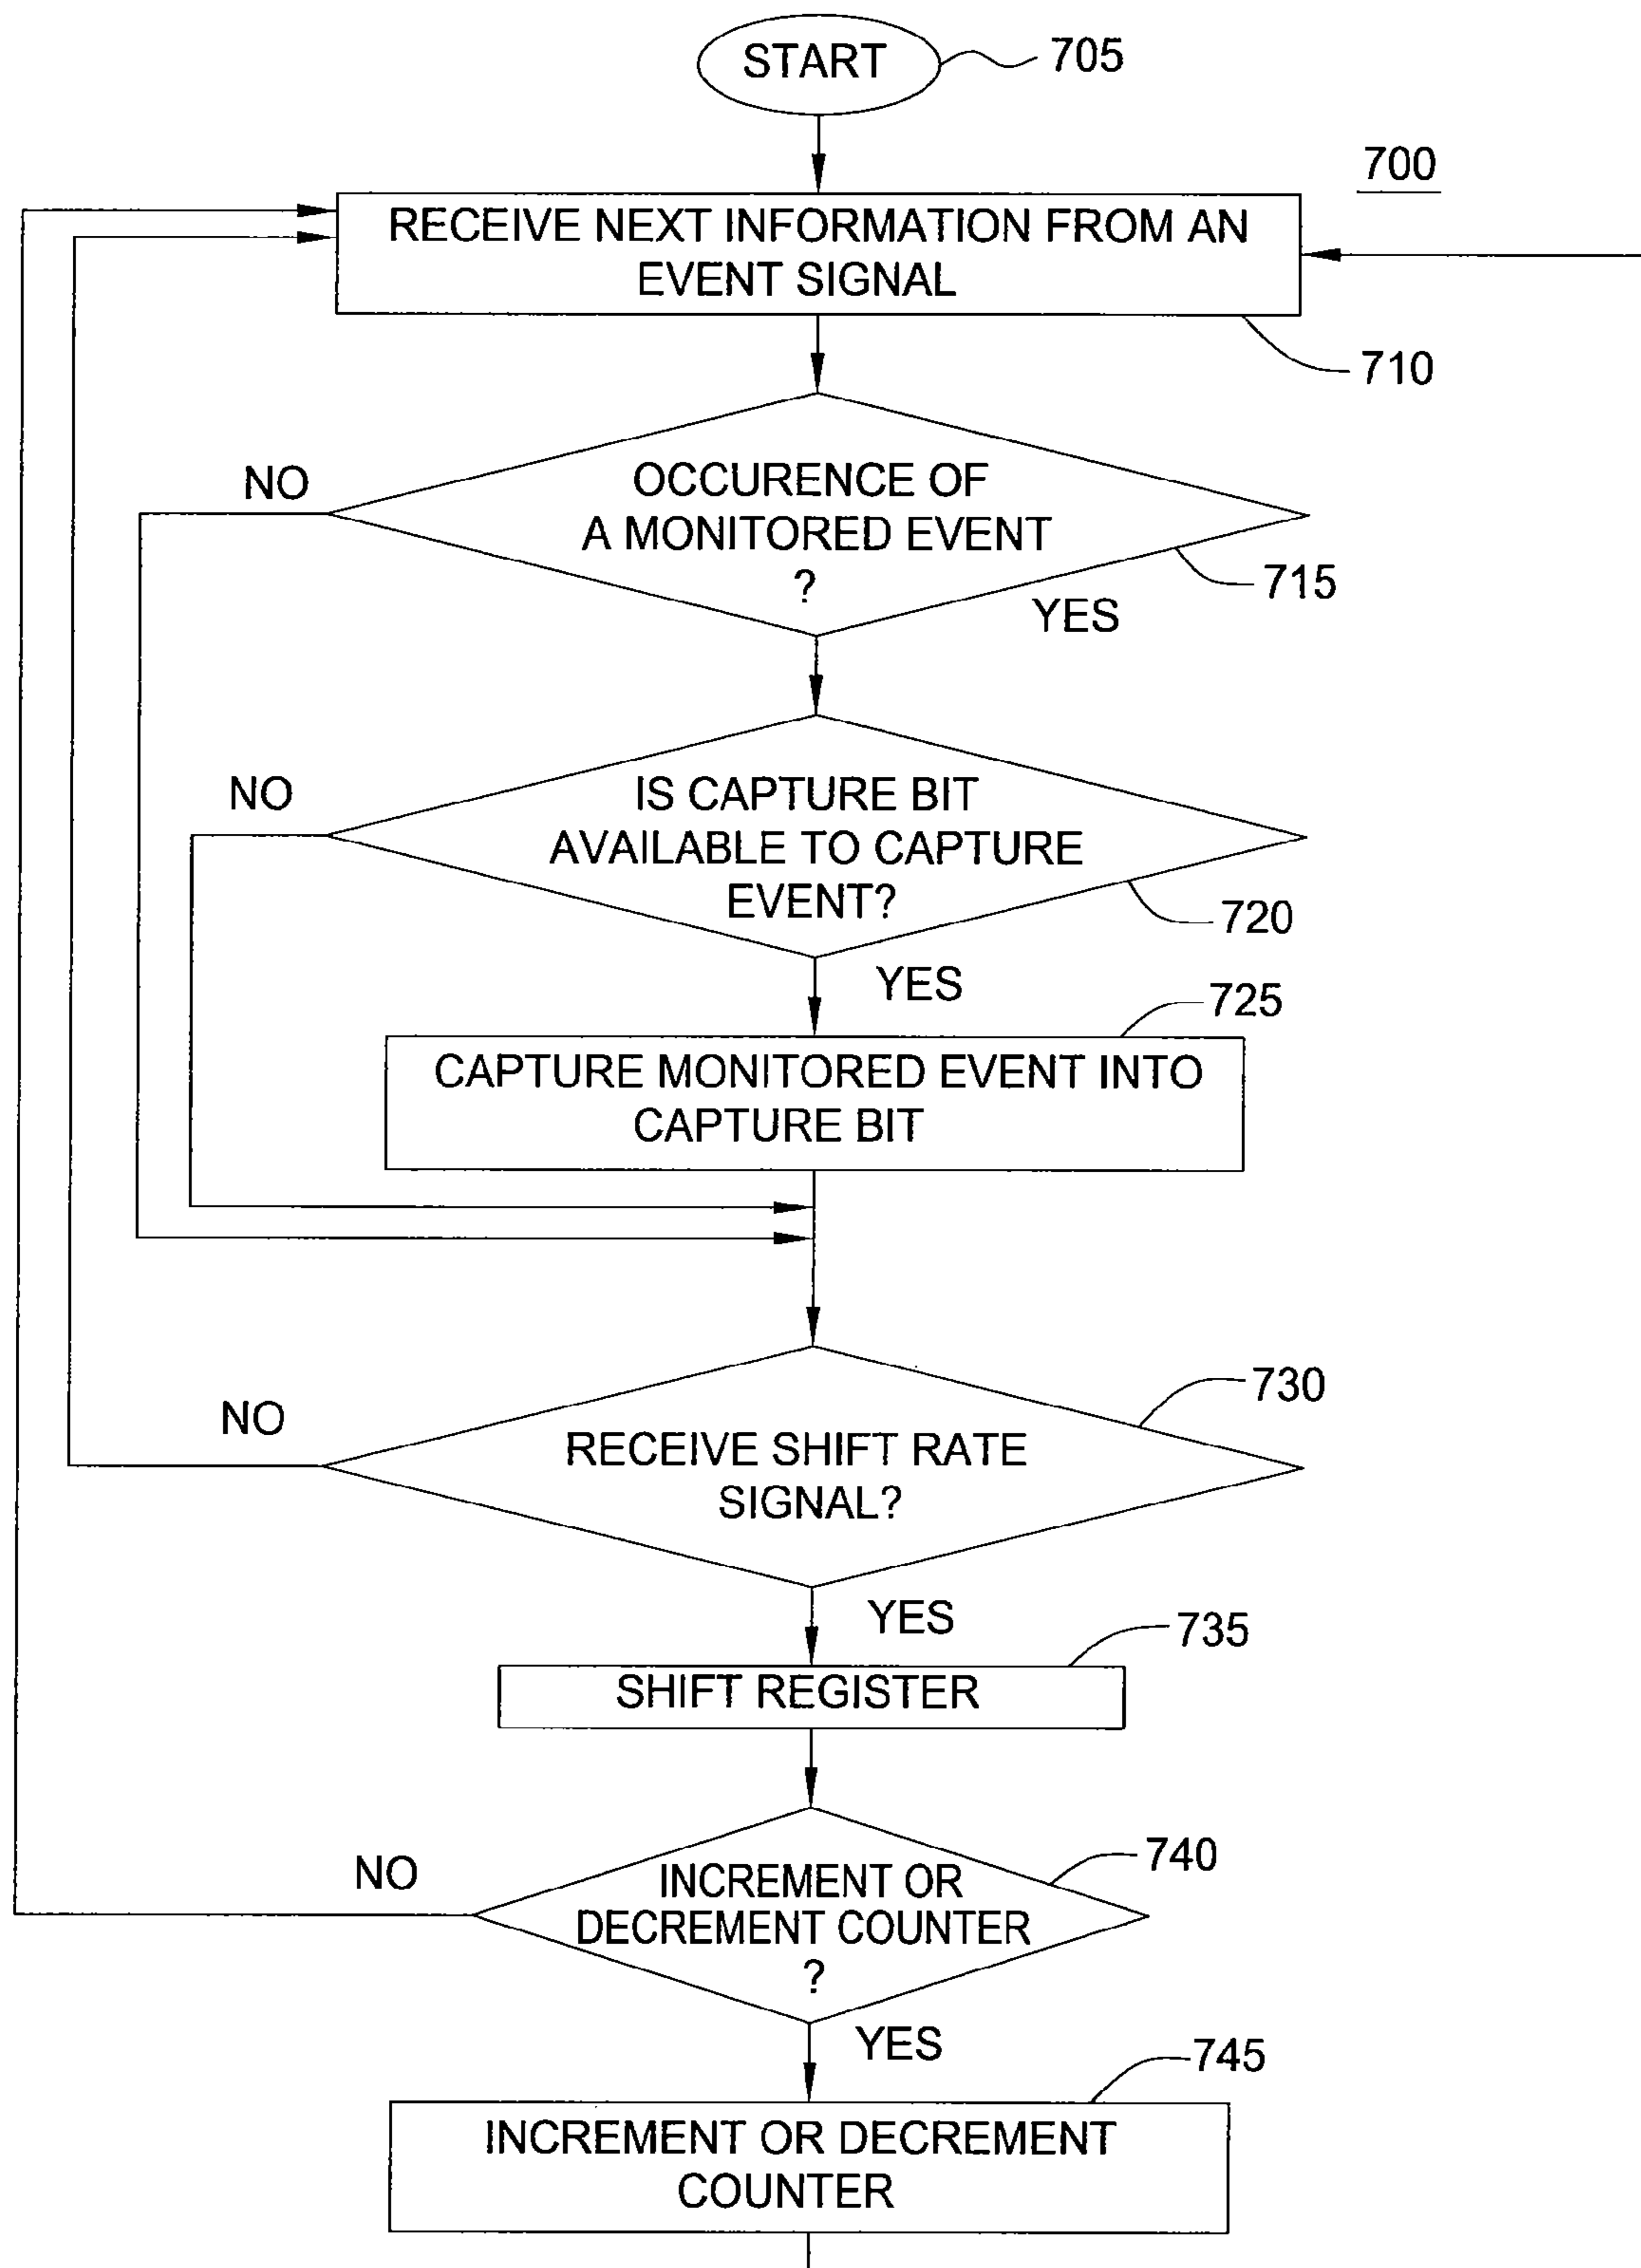 START
705
700
RECEIVE NEXT INFORMATION FROM AN
EVENT SIGNAL
710
NO
OCCURENCE OF
A MONITORED EVENT
?
715
YES
NO
IS CAPTURE BIT
AVAILABLE TO CAPTURE
EVENT?
720
YES
725
CAPTURE MONITORED EVENT INTO
CAPTURE BIT
730
NO
RECEIVE SHIFT RATE
SIGNAL?
YES
735
SHIFT REGISTER
740
NO
INCREMENT OR
DECREMENT COUNTER
?
YES
745
INCREMENT OR DECREMENT
COUNTER